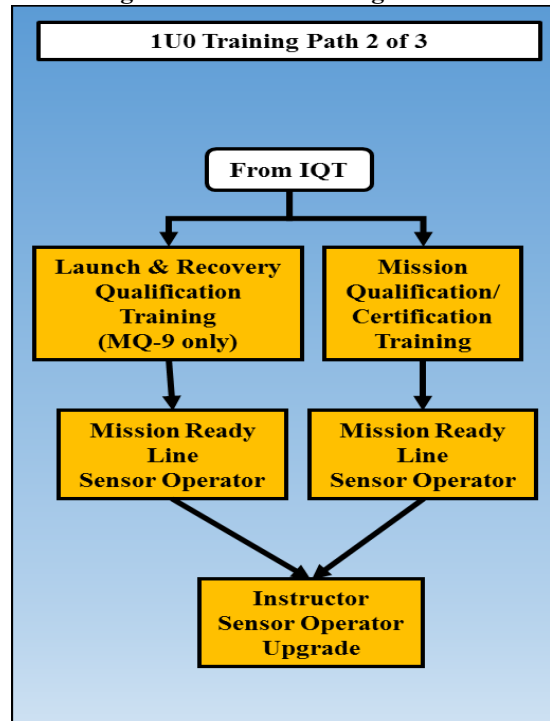 1U0 Training Path 2 of 3
From IQT
Launch & Recovery
Qualification
Training
(MQ-9 only)
Mission
Qualification/
Certification
Training
Mission Ready
Line
Sensor Operator
Mission Ready
Line
Sensor Operator
Instructor
Sensor Operator
Upgrade